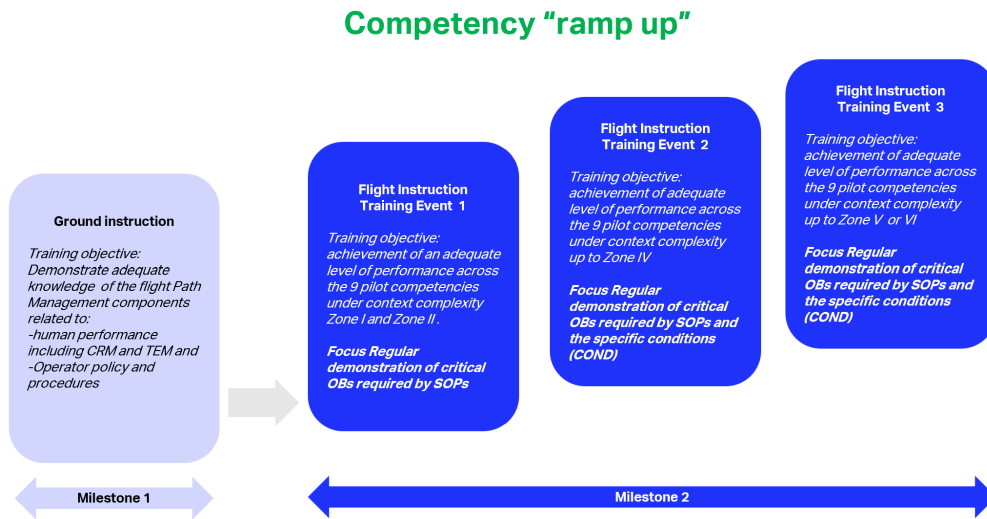 Competency “ramp up”
Ground instruction
Training objective:
Demonstrate adequate
knowledge of the flight Path
Management components
related to:
-human performance
including CRM and TEM and
-Operator policy and
procedures
Flight Instruction
Training Event 1
Training objective:
achievement of an adequate
level of performance across
the 9 pilot competencies
under context complexity
Zone I and Zone II .
Focus Regular
demonstration of critical
OBs required by SOPs
Flight Instruction
Training Event 2
Training objective:
achievement of adequate
level of performance across
the 9 pilot competencies
under context complexity
up to Zone IV
Focus Regular
demonstration of critical
OBs required by SOPs and
the specific conditions
(COND)
Flight Instruction
Training Event 3
Training objective:
achievement of adequate
level of performance across
the 9 pilot competencies
under context complexity
up to Zone V or VI
Focus Regular
demonstration of critical
OBs required by SOPs and
the specific conditions
(COND)
Milestone 1
Milestone 2